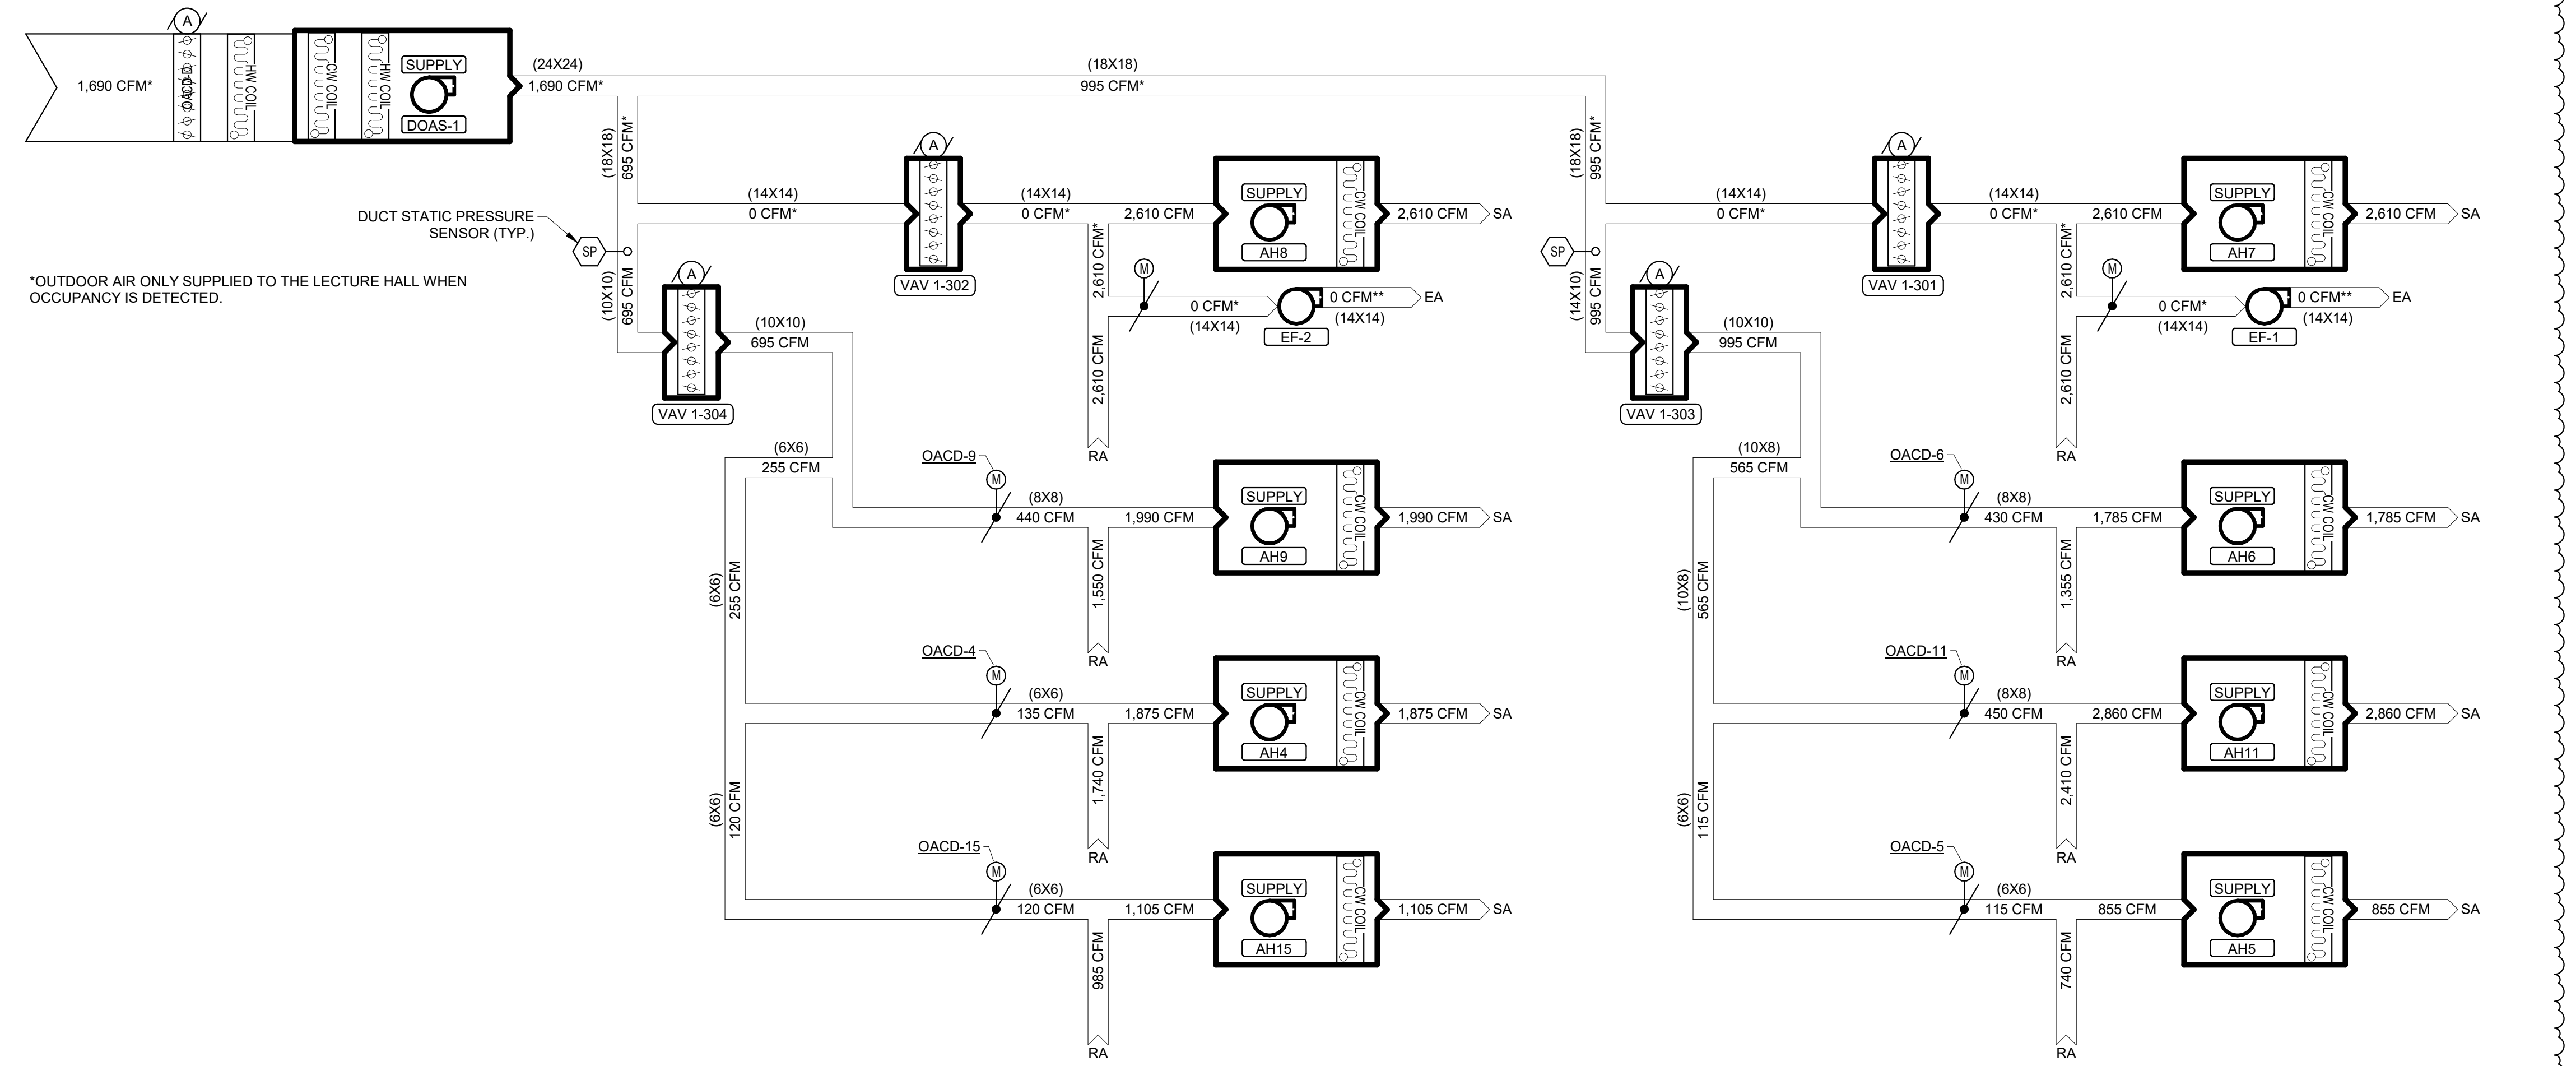 A
1,690 CFM*
OACD-D
HW COIL
CW COIL
HW COIL
SUPPLY
DOAS-1
(24X24)
1,690 CFM*
(18X18)
995 CFM*
(18X18)
695 CFM*
DUCT STATIC PRESSURE
SENSOR (TYP.)
SP
*OUTDOOR AIR ONLY SUPPLIED TO THE LECTURE HALL WHEN
OCCUPANCY IS DETECTED.
(10X10)
695 CFM
(14X14)
0 CFM*
A
VAV 1-302
(14X14)
0 CFM*
2,610 CFM
SUPPLY
AH8
CW COIL
2,610 CFM
SA
2,610 CFM*
M
0 CFM*
(14X14)
EF-2
0 CFM**
(14X14)
EA
2,610 CFM
RA
A
VAV 1-304
(10X10)
695 CFM
(6X6)
255 CFM
OACD-9
M
(8X8)
440 CFM
1,990 CFM
SUPPLY
AH9
CW COIL
1,990 CFM
SA
1,550 CFM
RA
(6X6)
255 CFM
OACD-4
M
(6X6)
135 CFM
1,875 CFM
SUPPLY
AH4
CW COIL
1,875 CFM
SA
1,740 CFM
RA
(6X6)
120 CFM
OACD-15
M
(6X6)
120 CFM
1,105 CFM
SUPPLY
AH15
CW COIL
1,105 CFM
SA
985 CFM
RA
(18X18)
995 CFM*
SP
(14X10)
995 CFM
(14X14)
0 CFM*
A
VAV 1-301
(14X14)
0 CFM*
2,610 CFM
SUPPLY
AH7
CW COIL
2,610 CFM
SA
2,610 CFM*
M
0 CFM*
(14X14)
EF-1
0 CFM**
(14X14)
EA
2,610 CFM
RA
A
VAV 1-303
(10X10)
995 CFM
(10X8)
565 CFM
OACD-6
M
(8X8)
430 CFM
1,785 CFM
SUPPLY
AH6
CW COIL
1,785 CFM
SA
1,355 CFM
RA
(10X8)
565 CFM
OACD-11
M
(8X8)
450 CFM
2,860 CFM
SUPPLY
AH11
CW COIL
2,860 CFM
SA
2,410 CFM
RA
(6X6)
115 CFM
OACD-5
M
(6X6)
115 CFM
855 CFM
SUPPLY
AH5
CW COIL
855 CFM
SA
740 CFM
RA